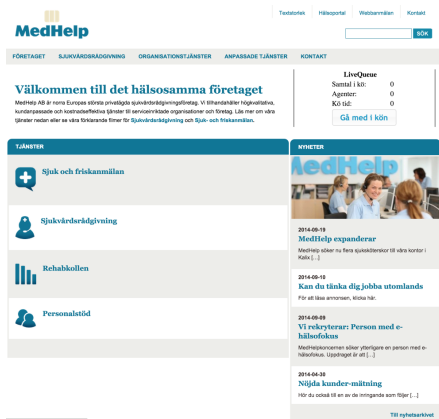 MedHelp
Textstorlek Hälsoportal Webbanmälan Kontakt
SÖK
FÖRETAGET SJUKVÅRDSRÅDGIVNING ORGANISATIONSTJÄNSTER ANPASSADE TJÄNSTER KONTAKT
Välkommen till det hälsosamma företaget
MedHelp AB är norra Europas största privatägda sjukvårdsrådgivningsföretag. Vi tillhandahåller högkvalitativa,
kundanpassade och kostnadseffektiva tjänster till serviceinriktade organisationer och företag. Läs mer om våra
tjänster nedan eller se våra förklarande filmer för Sjukvårdsrådgivning och Sjuk- och friskanmälan.
LiveQueue
Samtal i kö: 0
Agenter: 0
Kö tid: 0
Gå med I kön
TJÄNSTER
Sjuk och friskanmälan
Sjukvårdsrådgivning
Rehabkollen
Personalstöd
NYHETER
MedHelp
2014-09-19
MedHelp expanderar
MedHelp söker nu flera sjuksköterskor till våra kontor i
Kalix [...]
2014-09-10
Kan du tänka dig jobba utomlands
För att läsa annonsen, klicka här.
2014-09-09
Vi rekryterar: Person med e-
hälsofokus
MedHelpkoncernen söker ytterligare en person med e-
hälsofokus. Uppdraget är att [...]
2014-04-30
Nöjda kunder-mätning
Hör du också till en av de inringande som följer [...]
Till nyhetsarkivet